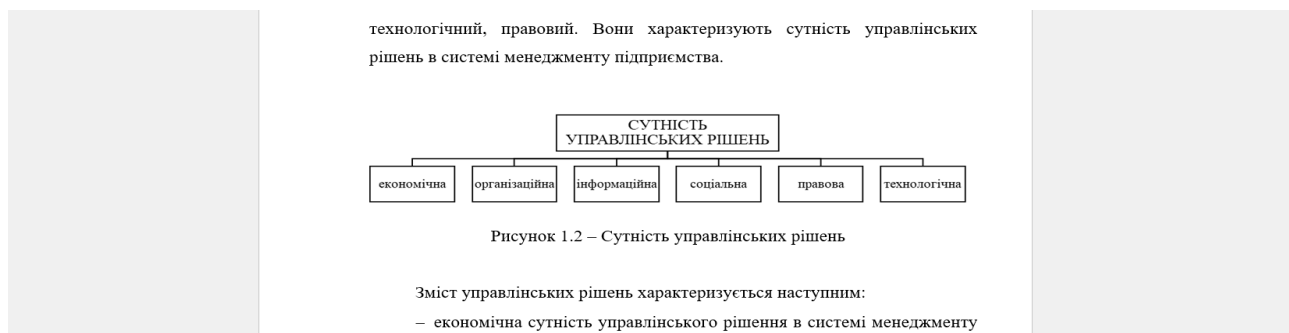 технологічний, правовий. Вони характеризують сутність управлінських
рішень в системі менеджменту підприємства.
СУТНІСТЬ
УПРАВЛІНСЬКИХ РІШЕНЬ
економічна
організаційна
інформаційна
соціальна
правова
технологічна
Рисунок 1.2 – Сутність управлінських рішень
Зміст управлінських рішень характеризується наступним:
– економічна сутність управлінського рішення в системі менеджменту